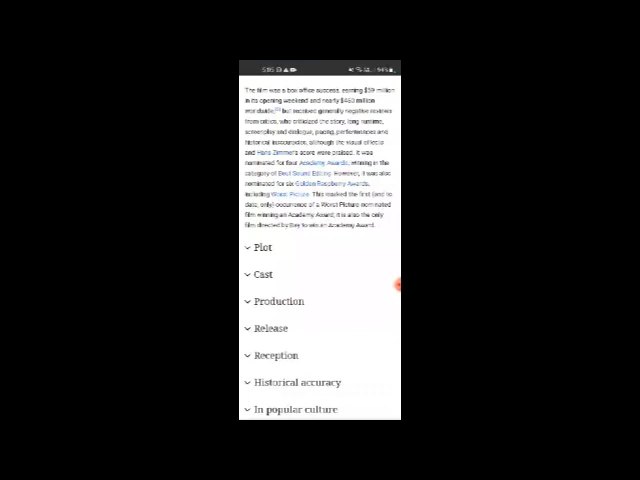 The film was a box office success, earning $59 million
in its opening weekend and nearly $450 million
worldwide, but received generally negative reviews
from critics, who criticized the story, long runtime,
screenplay and dialogue, pacing, performances and
historical inaccuracies, although the visual effects
and Hans Zimmer's score were praised. It was
nominated for four Academy Awards, winning in the
category of Best Sound Editing. However, it was also
nominated for six Golden Raspberry Awards,
including Worst Picture. This marked the first (and to
date, only) occurrence of a Worst Picture nominated
film winning an Academy Award; it is also the only
film directed by Bay to win an Academy Award.
Plot
Cast
Production
Release
Reception
Historical accuracy
In popular culture